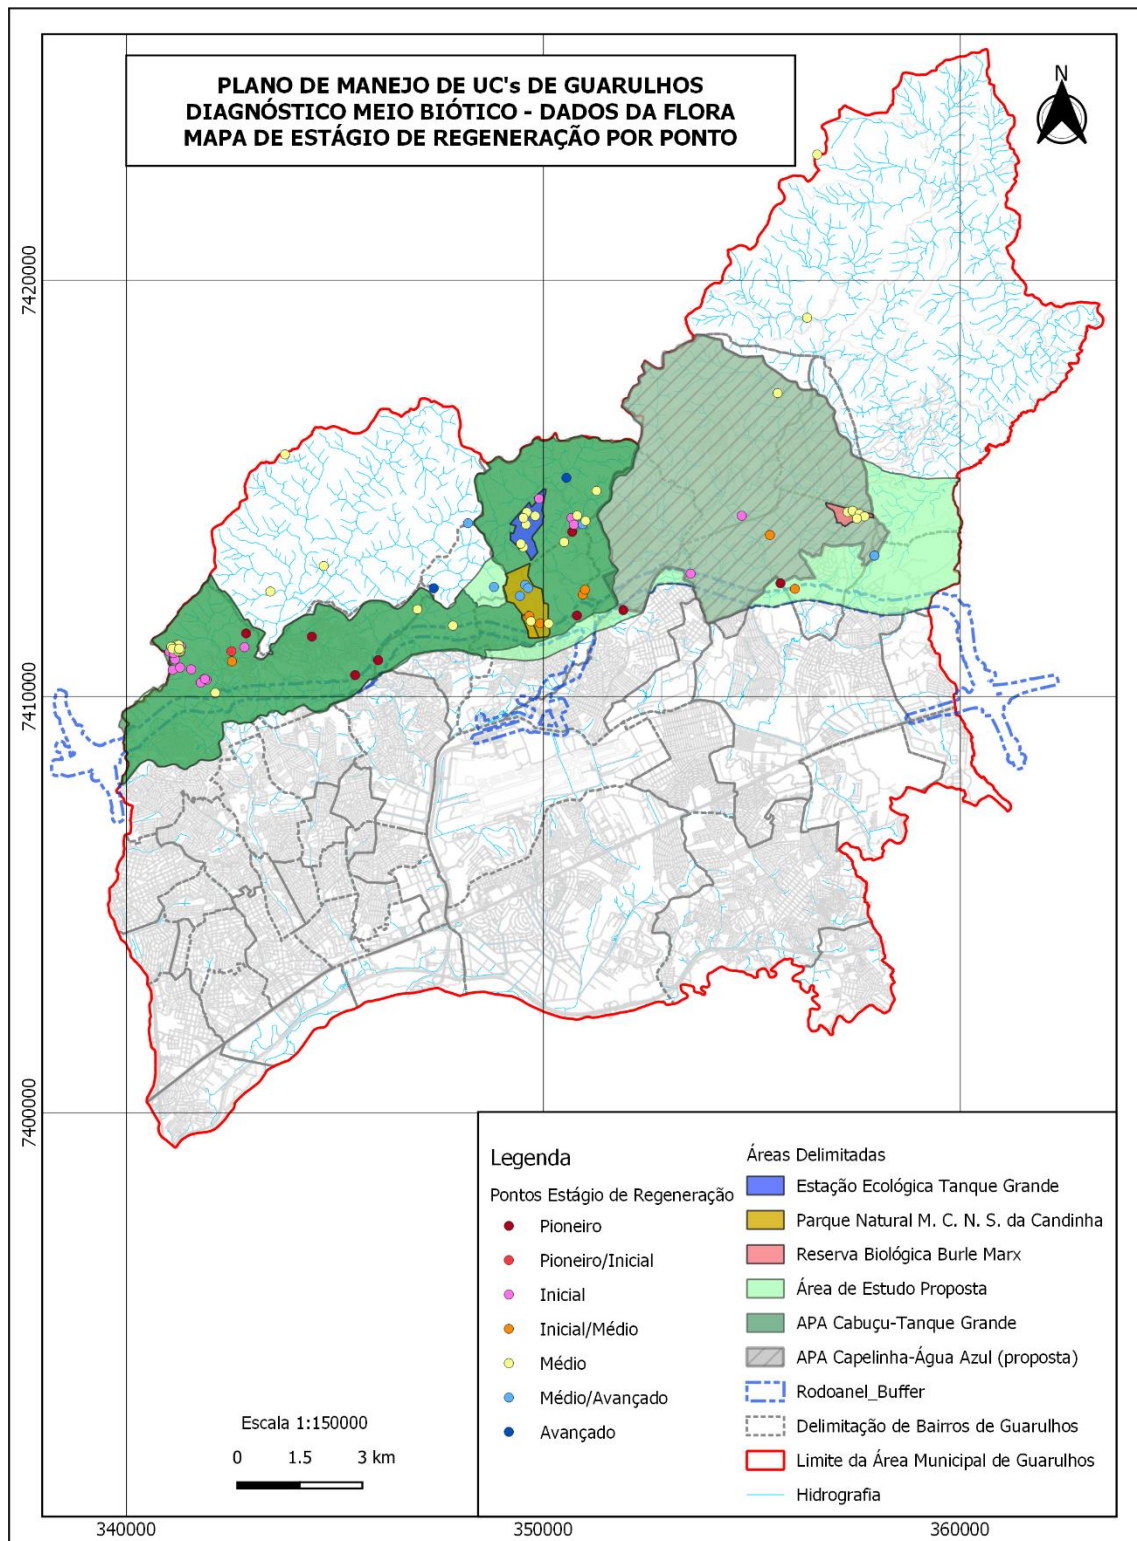 PLANO DE MANEJO DE UC's DE GUARULHOS
DIAGNÓSTICO MEIO BIÓTICO - DADOS DA FLORA
MAPA DE ESTÁGIO DE REGENERAÇÃO POR PONTO
N
7420000
7410000
7400000
Legenda
Pontos Estágio de Regeneração
Pioneiro
Pioneiro/Inicial
Inicial
Inicial/Médio
Médio
Médio/Avançado
Avançado
Áreas Delimitadas
Estação Ecológica Tanque Grande
Parque Natural M. C. N. S. da Candinha
Reserva Biológica Burle Marx
Área de Estudo Proposta
APA Cabuçu-Tanque Grande
APA Capelinha-Água Azul (proposta)
Rodoanel_Buffer
Delimitação de Bairros de Guarulhos
Limite da Área Municipal de Guarulhos
Hidrografia
Escala 1:150000
0 1.5 3 km
340000 350000 360000